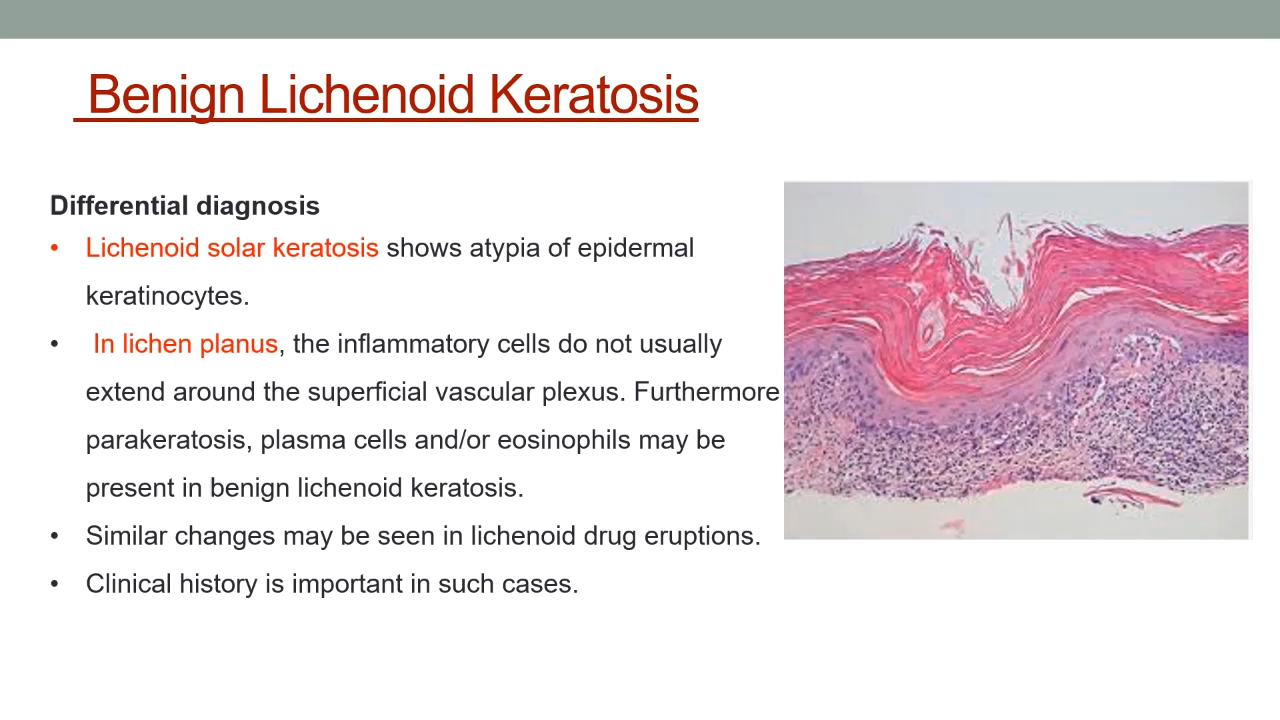 Benign Lichenoid Keratosis
Differential diagnosis
• Lichenoid solar keratosis shows atypia of epidermal
keratinocytes.
• In lichen planus, the inflammatory cells do not usually
extend around the superficial vascular plexus. Furthermore
parakeratosis, plasma cells and/or eosinophils may be
present in benign lichenoid keratosis.
• Similar changes may be seen in lichenoid drug eruptions.
• Clinical history is important in such cases.